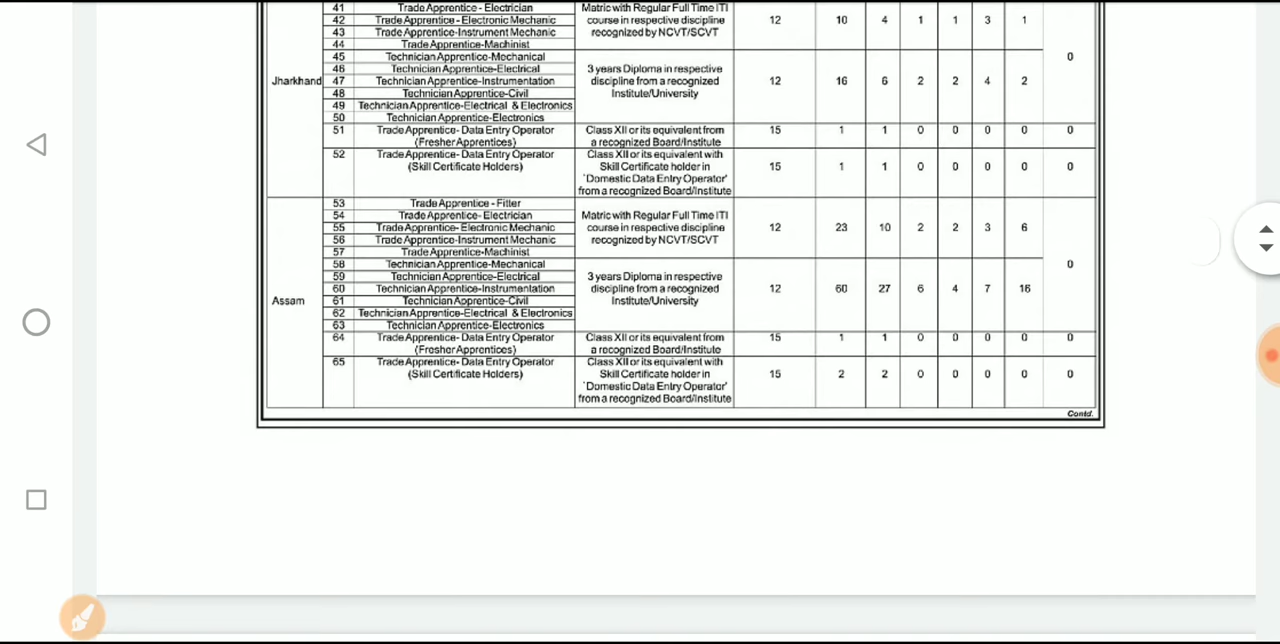 41 Trade Apprentice - Electrician Matric with Regular Full Time ITI
42 Trade Apprentice - Electronic Mechanic course in respective discipline 12 10 4 1 1 3 1
43 Trade Apprentice-Instrument Mechanic recognized by NCVT/SCVT
44 Trade Apprentice-Machinist
45 Technician Apprentice-Mechanical 0
46 Technician Apprentice-Electrical 3 years Diploma in respective
Jharkhand 47 Technician Apprentice-Instrumentation discipline from a recognized 12 16 6 2 2 4 2
48 Technician Apprentice-Civil Institute/University
49 Technician Apprentice-Electrical & Electronics
50 Technician Apprentice-Electronics
51 Trade Apprentice- Data Entry Operator Class XII or its equivalent from 15 1 1 0 0 0 0 0
(Fresher Apprentices) a recognized Board/Institute
52 Trade Apprentice- Data Entry Operator Class XII or its equivalent with
(Skill Certificate Holders) Skill Certificate holder in 15 1 1 0 0 0 0 0
'Domestic Data Entry Operator'
from a recognized Board/Institute
53 Trade Apprentice - Fitter
54 Trade Apprentice- Electrician Matric with Regular Full Time ITI
55 Trade Apprentice- Electronic Mechanic course in respective discipline 12 23 10 2 2 3 6
56 Trade Apprentice-Instrument Mechanic recognized by NCVT/SCVT
57 Trade Apprentice-Machinist
58 Technician Apprentice-Mechanical 0
59 Technician Apprentice-Electrical 3 years Diploma in respective
60 Technician Apprentice-Instrumentation discipline from a recognized 12 60 27 6 4 7 16
Assam 61 Technician Apprentice-Civil Institute/University
62 Technician Apprentice-Electrical & Electronics
63 Technician Apprentice-Electronics
64 Trade Apprentice- Data Entry Operator Class XII or its equivalent from 15 1 1 0 0 0 0 0
(Fresher Apprentices) a recognized Board/Institute
65 Trade Apprentice- Data Entry Operator Class XII or its equivalent with
(Skill Certificate Holders) Skill Certificate holder in 15 2 2 0 0 0 0 0
'Domestic Data Entry Operator'
from a recognized Board/Institute
Contd.